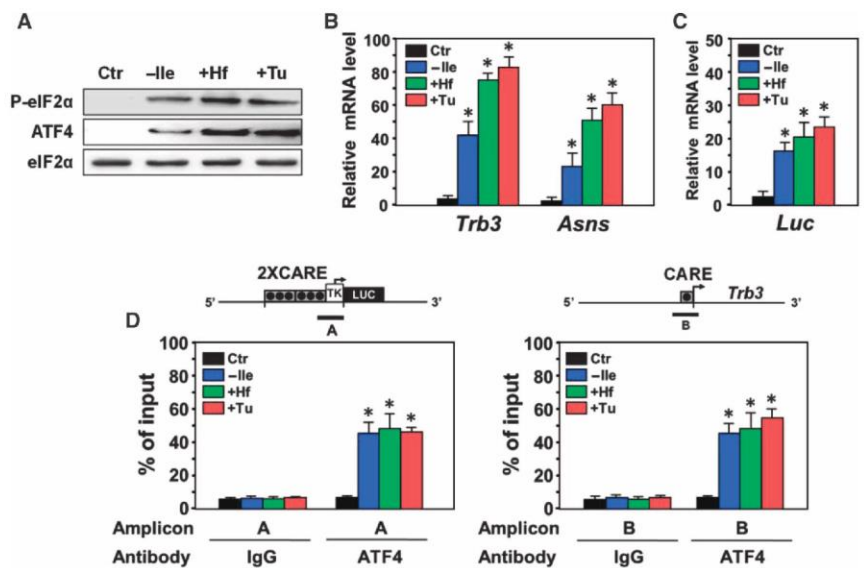 A
Ctr –Ile +Hf +Tu
P-eIF2α
ATF4
eIF2α
B
Relative mRNA level
100
80
60
40
20
0
Ctr
–Ile
+Hf
+Tu
* * * * * *
Trb3 Asns
C
Relative mRNA level
50
40
30
20
10
0
Ctr
–Ile
+Hf
+Tu
* * *
Luc
D
2XCARE
5' TK LUC 3'
A
% of input
100
80
60
40
20
0
Ctr
–Ile
+Hf
+Tu
* * *
Amplicon A A
Antibody IgG ATF4
CARE
5' Trb3 3'
B
% of input
100
80
60
40
20
0
Ctr
–Ile
+Hf
+Tu
* * *
Amplicon B B
Antibody IgG ATF4